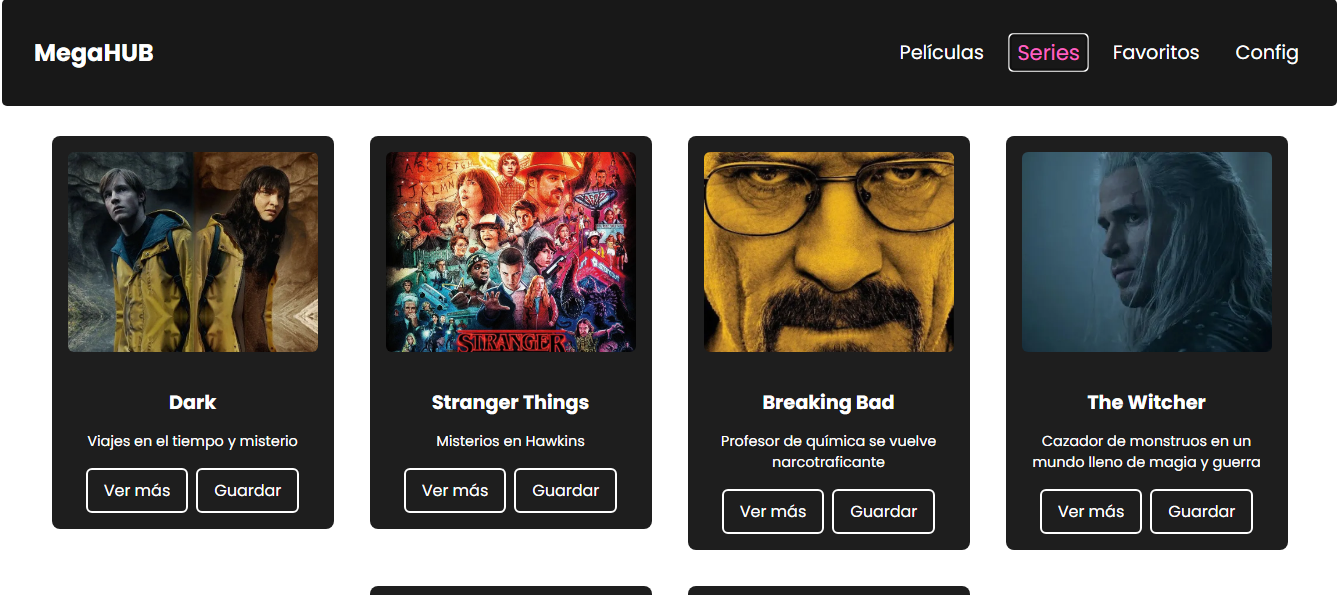 MegaHUB
Películas
Series
Favoritos
Config
ABCDEFG
STRANGER
Dark
Viajes en el tiempo y misterio
Ver más
Guardar
Stranger Things
Misterios en Hawkins
Ver más
Guardar
Breaking Bad
Profesor de química se vuelve
narcotraficante
Ver más
Guardar
The Witcher
Cazador de monstruos en un
mundo lleno de magia y guerra
Ver más
Guardar